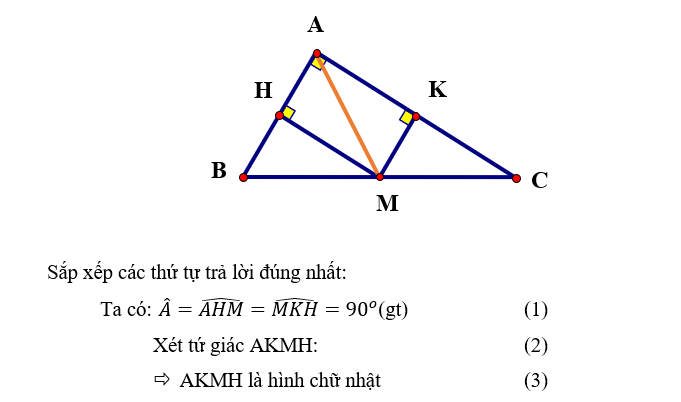 A
H
K
B
M
C
Sắp xếp các thứ tự trả lời đúng nhất:
Ta có: Â = \widehat{AHM} = \widehat{MKH} = 90ᵒ(gt) (1)
Xét tứ giác AKMH: (2)
⇨ AKMH là hình chữ nhật (3)